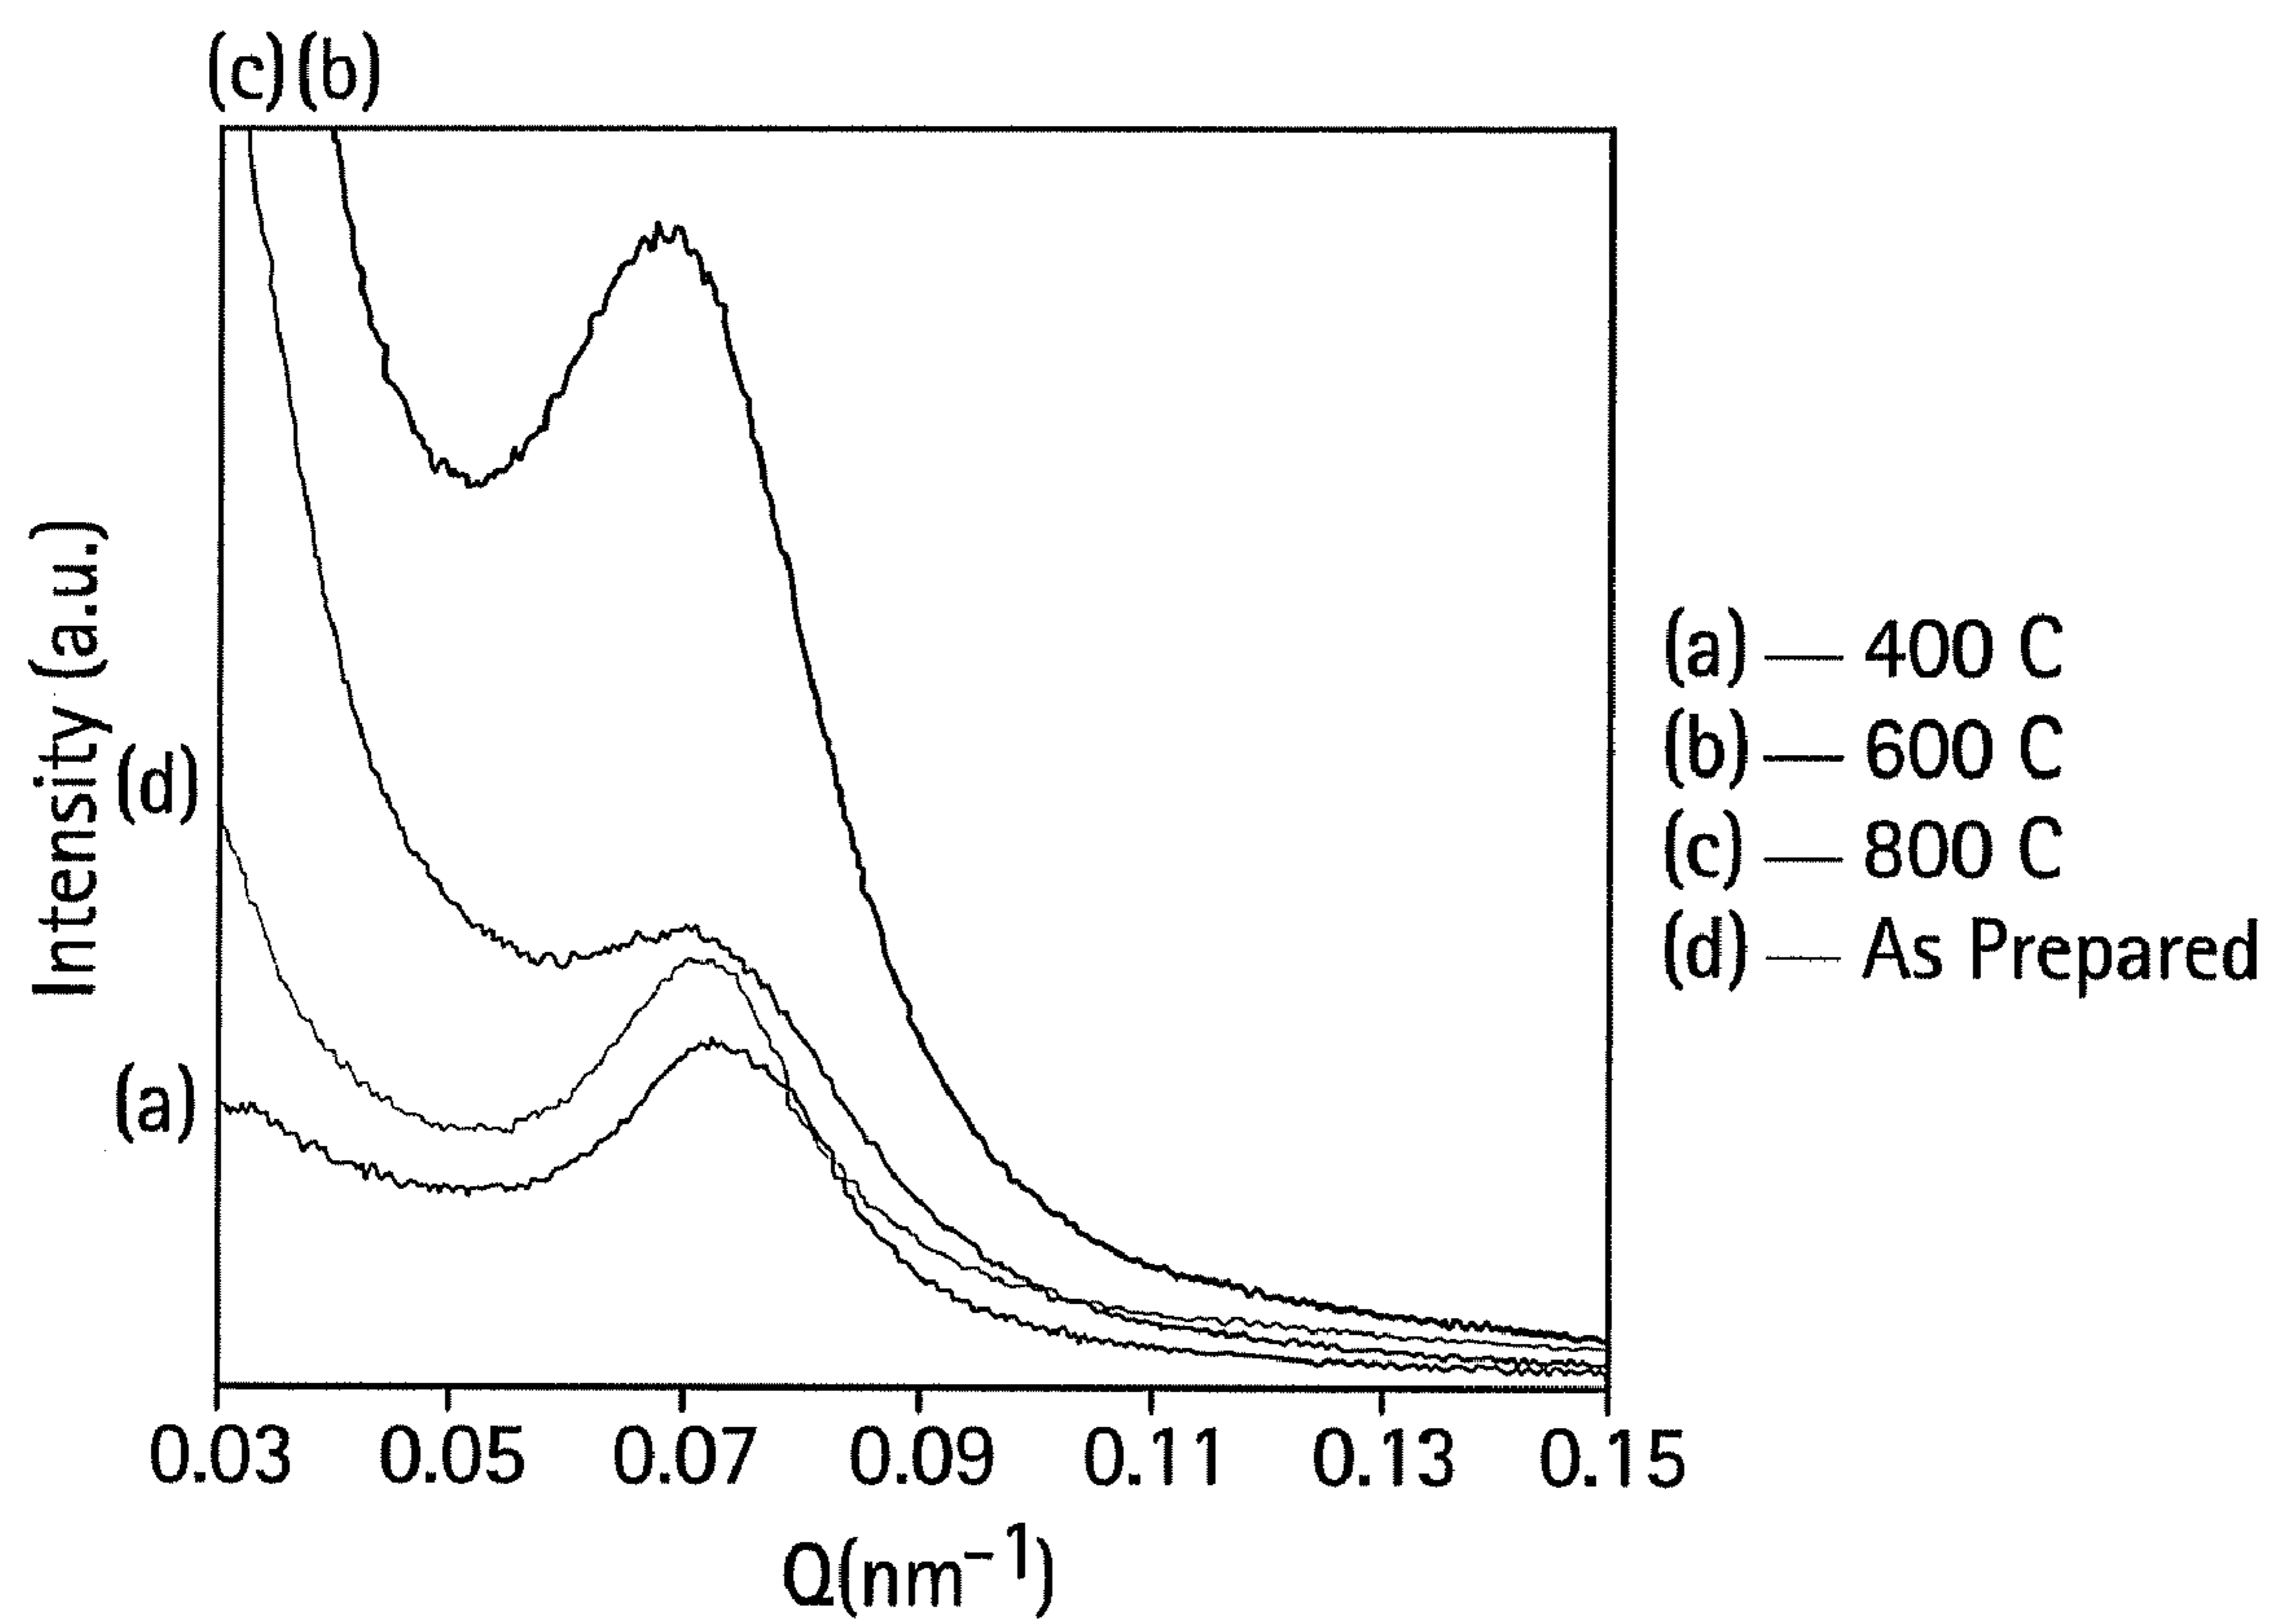 (c) (b)
Intensity (a.u.)
(d)
(a)
(a) — 400 C
(b) — 600 C
(c) — 800 C
(d) — As Prepared
0.03 0.05 0.07 0.09 0.11 0.13 0.15
Q(nm⁻¹)